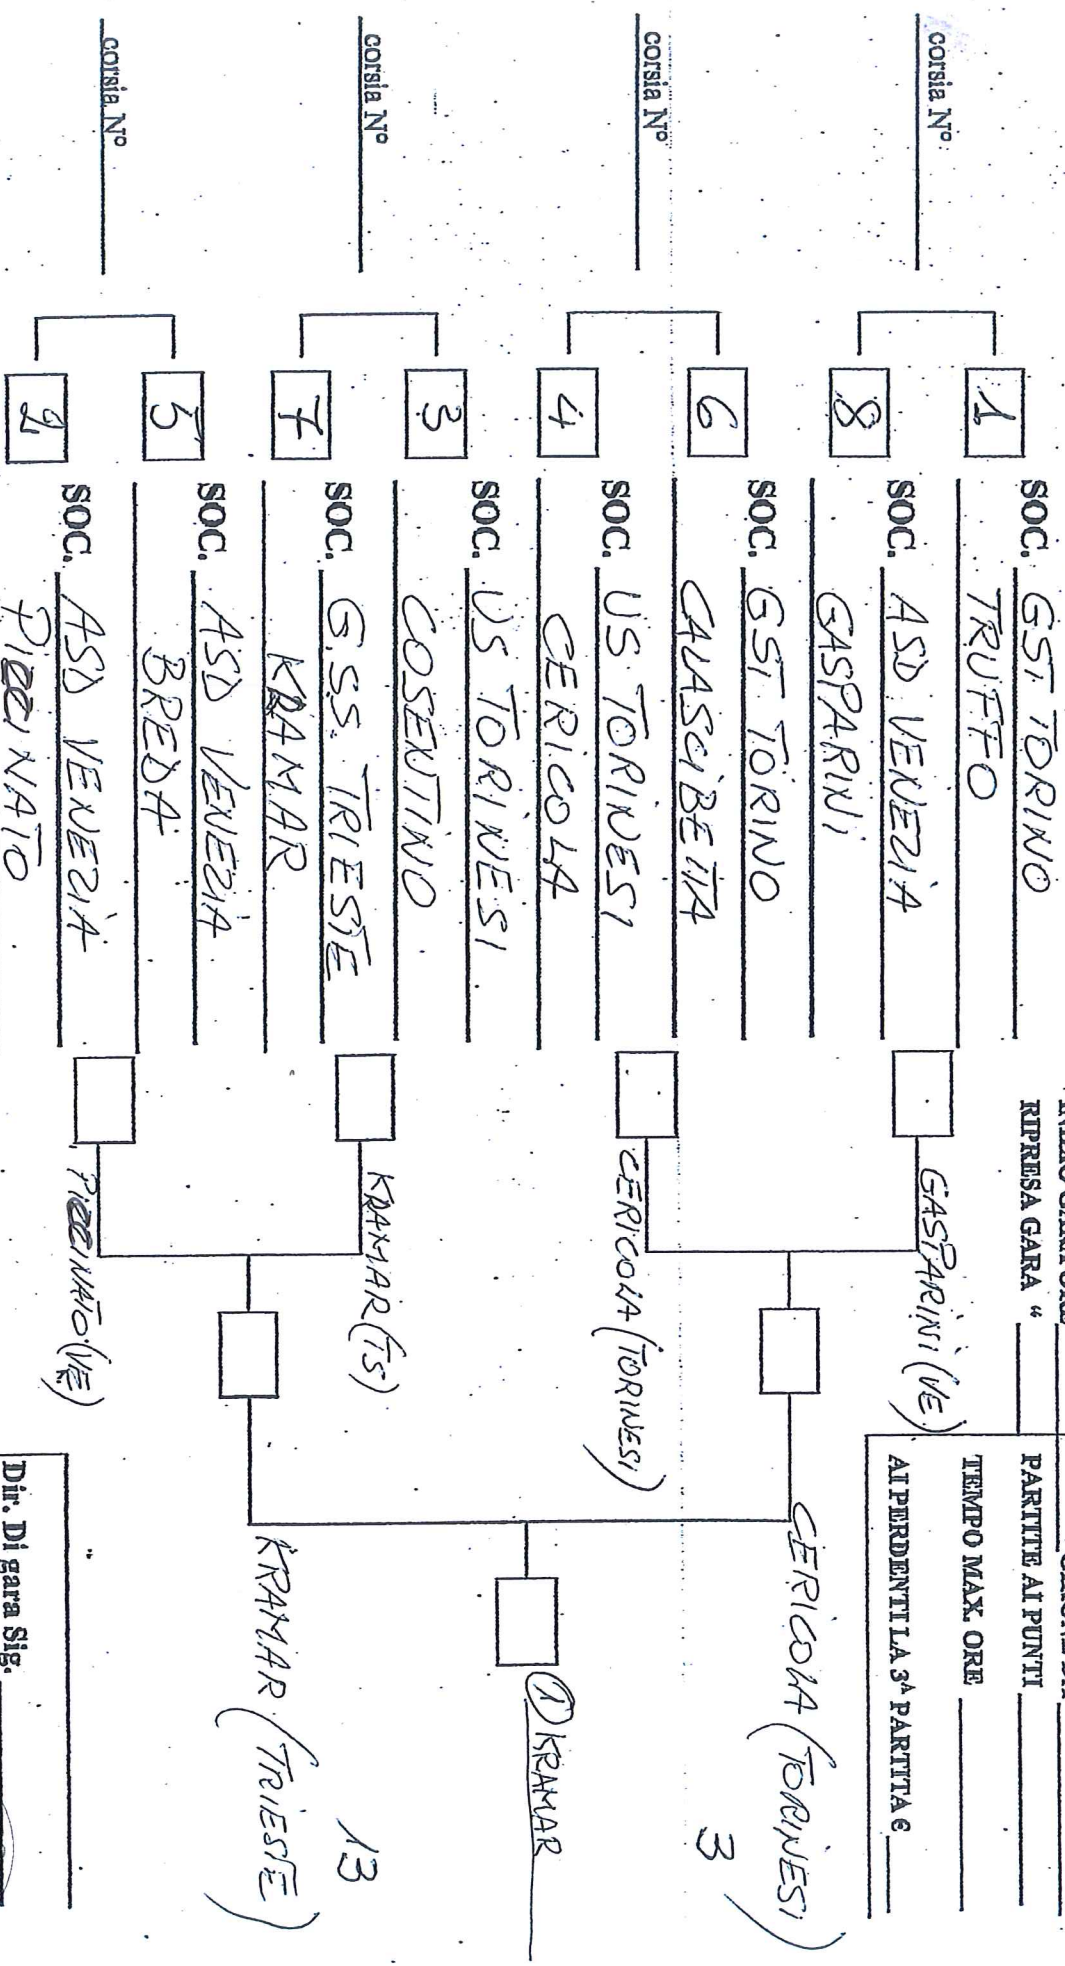 RIPRESA GARA “
PARTITE AI PUNTI
TEMPO MAX. ORE
AI PERDENTI LA 3ᴬ PARTITA €
corsia N°
1
SOC. GST TORINO
TRUFFO
8
SOC. ASD VENEZIA
GASPARINI
corsia N°
6
SOC. GST TORINO
CALASCIBETTA
4
SOC. US TORINESI
CERICOLA
corsia N°
3
SOC. US TORINESI
COSENTINO
7
SOC. G.S.S. TRIESTE
KRAMAR
corsia N°
5
SOC. ASD VENEZIA
BREDA
2
SOC. ASD VENEZIA
PICCINATO
GASPARINI (VE)
CERICOLA (TORINESI)
KRAMAR (TS)
PICCINATO (VE)
CERICOLA (TORINESI)
3
KRAMAR (TRIESTE)
13
① KRAMAR
Dir. Di gara Sig.